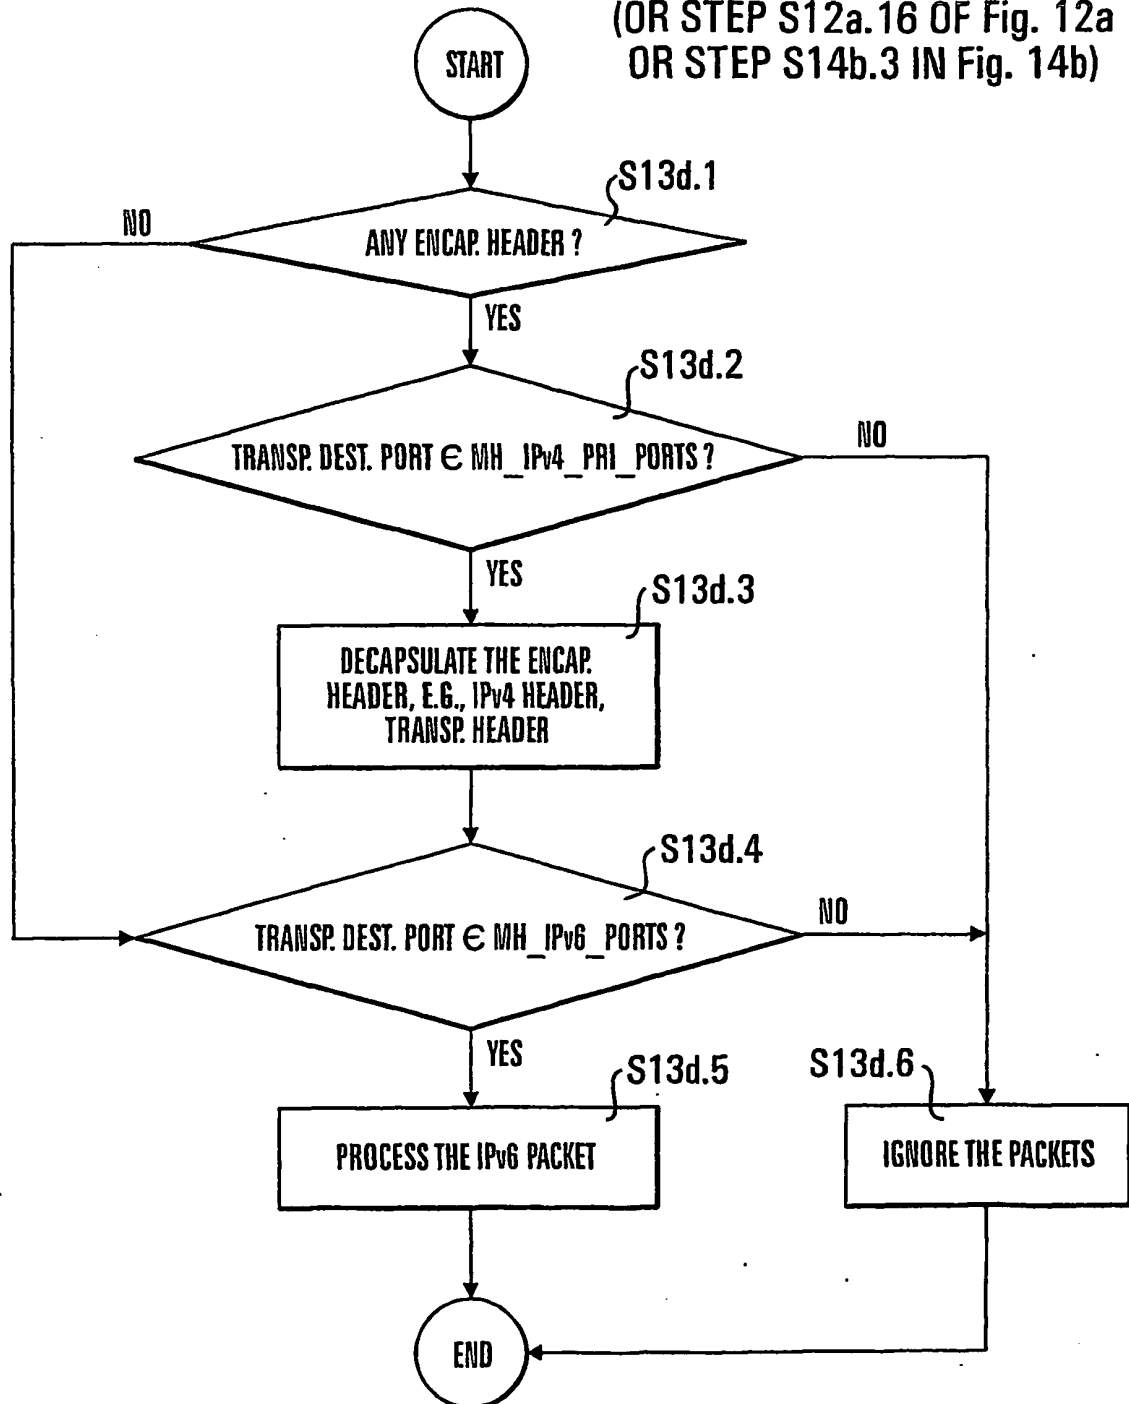 (OR STEP S12a.16 OF Fig. 12a
OR STEP S14b.3 IN Fig. 14b)
START
S13d.1
NO
ANY ENCAP. HEADER ?
YES
S13d.2
TRANSP. DEST. PORT ∈ MH_IPv4_PRI_PORTS ?
NO
YES
S13d.3
DECAPSULATE THE ENCAP.
HEADER, E.G., IPv4 HEADER,
TRANSP. HEADER
S13d.4
TRANSP. DEST. PORT ∈ MH_IPv6_PORTS ?
NO
YES
S13d.5
S13d.6
PROCESS THE IPv6 PACKET
IGNORE THE PACKETS
END